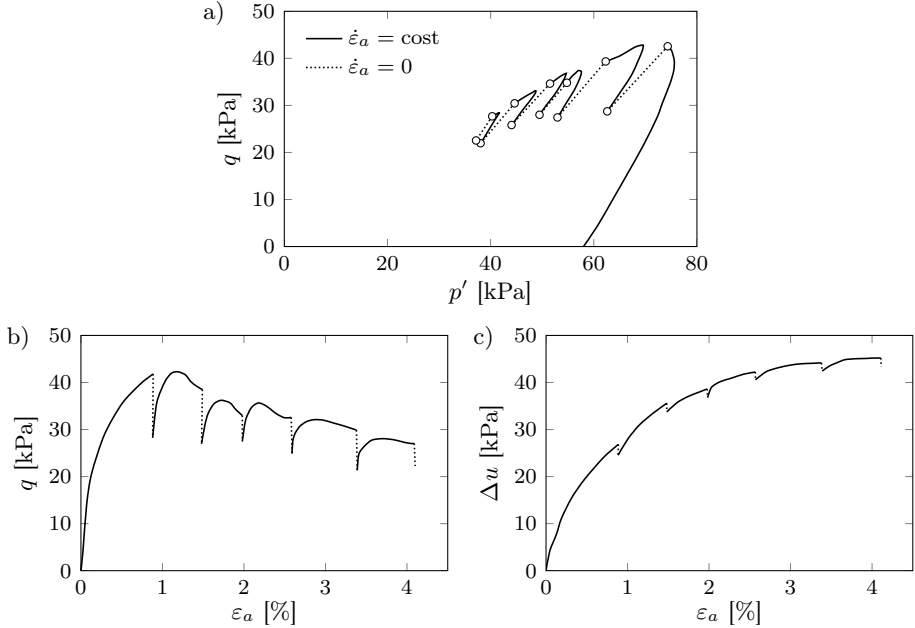 a)
50
40
30
20
10
0
q [kPa]
ε̇ₐ = cost
ε̇ₐ = 0
0 20 40 60 80
p′ [kPa]
b)
50
40
30
20
10
0
q [kPa]
0 1 2 3 4
εₐ [%]
c)
50
40
30
20
10
0
Δu [kPa]
0 1 2 3 4
εₐ [%]